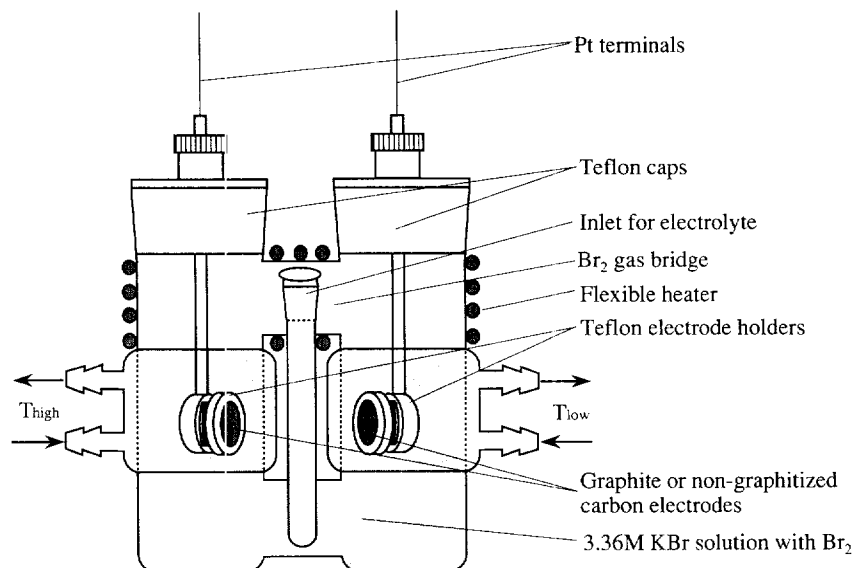 Pt terminals
Teflon caps
Inlet for electrolyte
Br2 gas bridge
Flexible heater
Teflon electrode holders
Thigh
Tlow
Graphite or non-graphitized
carbon electrodes
3.36M KBr solution with Br2